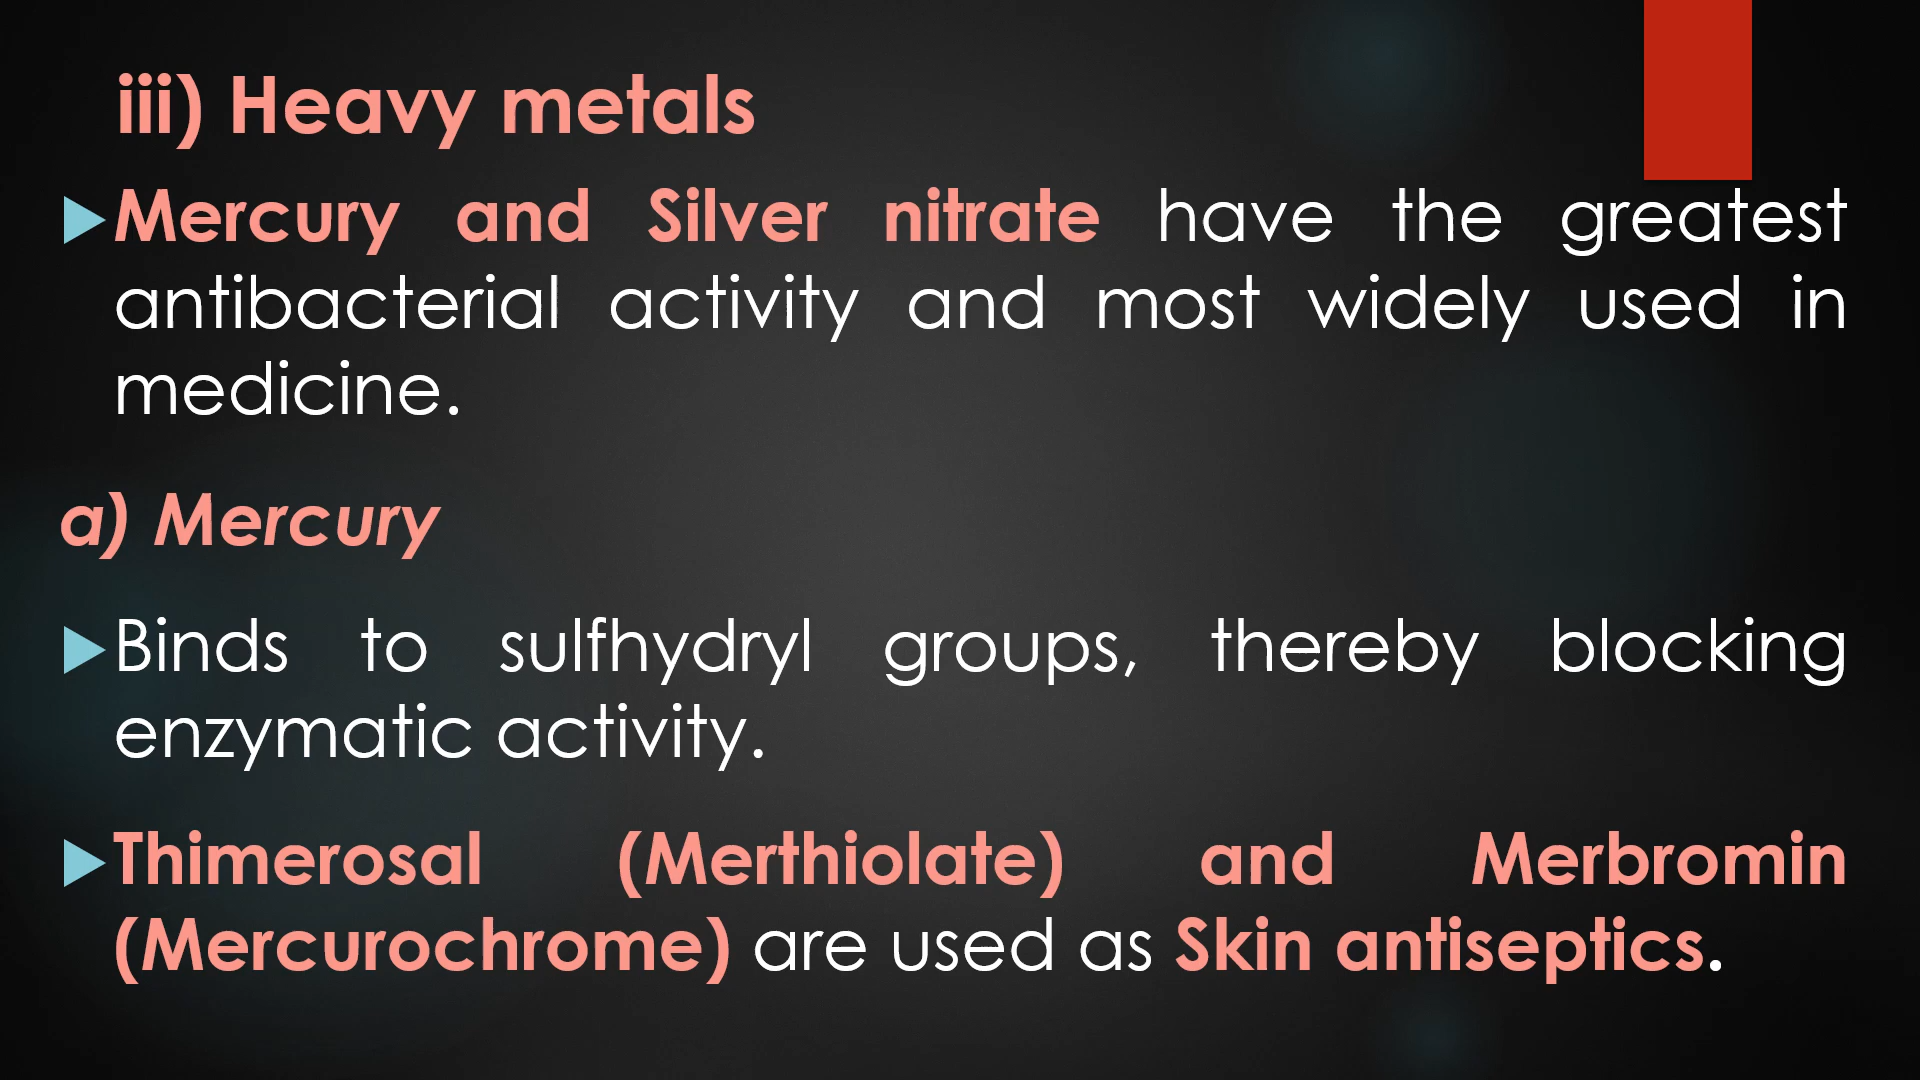 iii) Heavy metals
Mercury and Silver nitrate have the greatest
antibacterial activity and most widely used in
medicine.
a) Mercury
Binds to sulfhydryl groups, thereby blocking
enzymatic activity.
Thimerosal (Merthiolate) and Merbromin
(Mercurochrome) are used as Skin antiseptics.